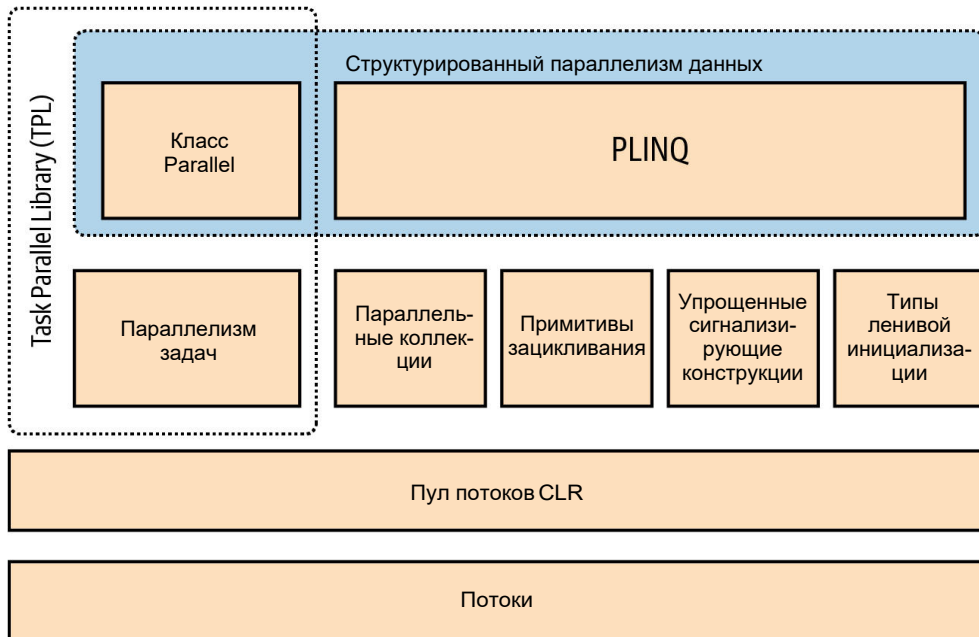 Task Parallel Library (TPL)
Структурированный параллелизм данных
Класс
Parallel
PLINQ
Параллелизм
задач
Параллель-
ные коллек-
ции
Примитивы
зацикливания
Упрощенные
сигнализи-
рующие
конструкции
Типы
ленивой
инициализа-
ции
Пул потоков CLR
Потоки